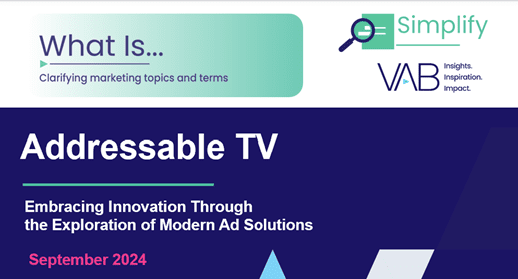 What Is...
Clarifying marketing topics and terms
Simplify
VAB
Insights.
Inspiration.
Impact.
Addressable TV
Embracing Innovation Through
the Exploration of Modern Ad Solutions
September 2024